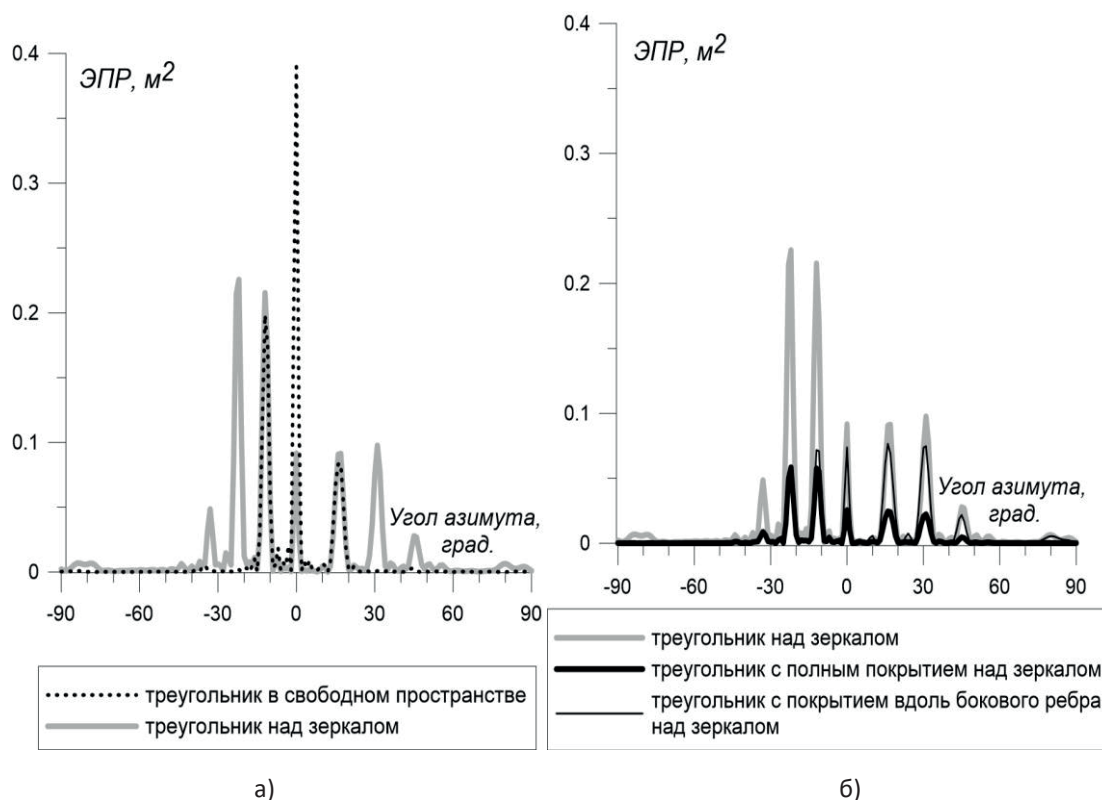 0.4
ЭПР, м2
0.3
0.2
0.1
Угол азимута,
град.
0
-90 -60 -30 0 30 60 90
треугольник в свободном пространстве
треугольник над зеркалом
а)
0.4
ЭПР, м2
0.3
0.2
0.1
Угол азимута,
град.
0
-90 -60 -30 0 30 60 90
треугольник над зеркалом
треугольник с полным покрытием над зеркалом
треугольник с покрытием вдоль бокового ребра
над зеркалом
б)